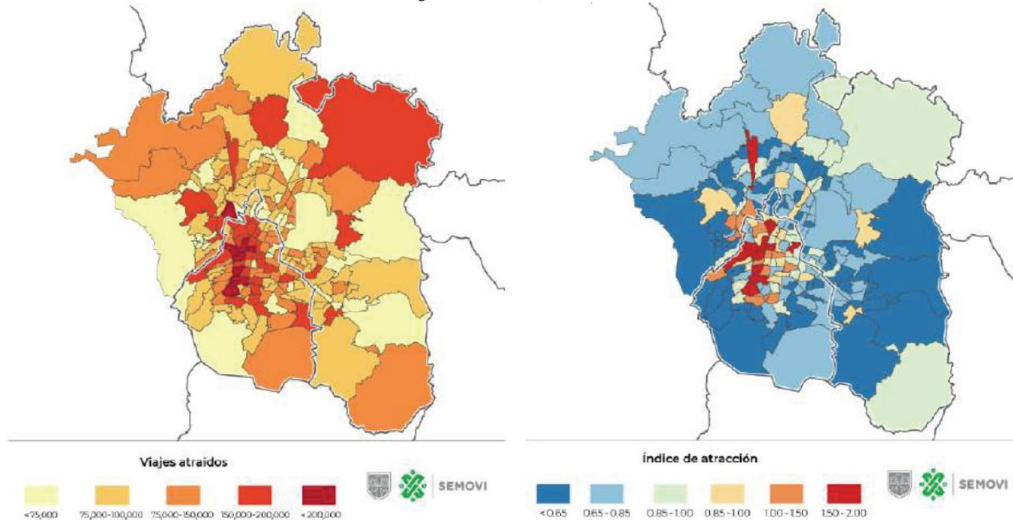 Viajes atraídos
<75,000 75,000-100,000 75,000-150,000 150,000-200,000 <200,000
SEMOVI
Índice de atracción
<0.65 0.65-0.85 0.85-1.00 0.85-1.00 1.00-1.50 1.50-2.00
SEMOVI